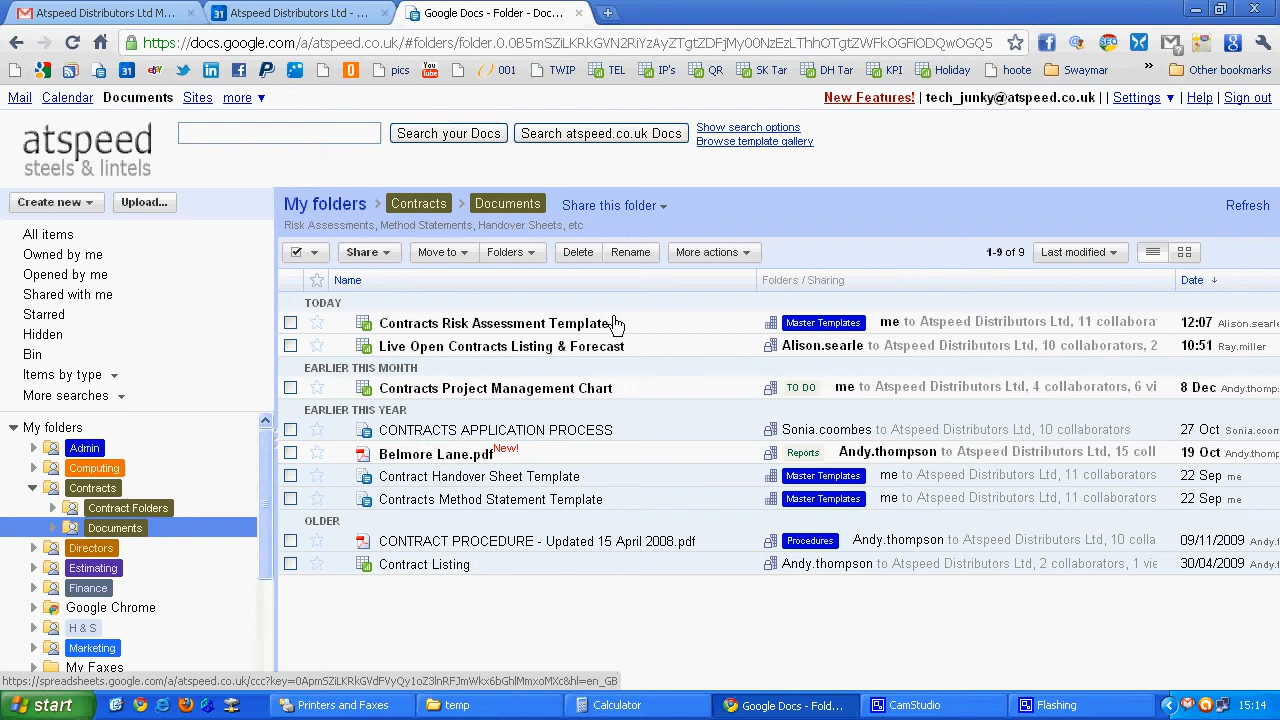 Atspeed Distributors Ltd M...
31 Atspeed Distributors Ltd - ...
Google Docs - Folder - Doc...
https://docs.google.com/a/atspeed.co.uk/#folders/folder.
TEL IP's QR SK Tar DH Tar KPI Holiday hoote Swaymar » Other bookmarks
31 ebY pics You Tube 001 TWIP
Mail Calendar Documents Sites more ▼ New Features! | tech_junky@atspeed.co.uk | | Settings ▼ | Help | Sign out
atspeed
steels & lintels
Search your Docs Search atspeed.co.uk Docs Show search options
Browse template gallery
Create new Upload...
My folders > Contracts > Documents Share this folder Refresh
Risk Assessments, Method Statements, Handover Sheets, etc
Share Move to Folders Delete Rename More actions 1-9 of 9 Last modified
Name Folders / Sharing Date
TODAY
Contracts Risk Assessment Template Master Templates me to Atspeed Distributors Ltd, 11 collabora 12:07 Alison.searle
Live Open Contracts Listing & Forecast Alison.searle to Atspeed Distributors Ltd, 10 collaborators, 2 10:51 Ray.miller
EARLIER THIS MONTH
Contracts Project Management Chart TO DO me to Atspeed Distributors Ltd, 4 collaborators, 6 vi 8 Dec Andy.thomp
EARLIER THIS YEAR
CONTRACTS APPLICATION PROCESS Sonia.coombes to Atspeed Distributors Ltd, 10 collaborators 27 Oct Sonia.coom
Belmore Lane.pdf New! Reports Andy.thompson to Atspeed Distributors Ltd, 15 coll 19 Oct Andy.thomp
Contract Handover Shet Template Master Templates me to Atspeed Distributors Ltd, 11 collaborators 22 Sep me
Contracts Method Statement Template Master Templates me to Atspeed Distributors Ltd, 11 collaborators 22 Sep me
OLDER
CONTRACT PROCEDURE - Updated 15 April 2008.pdf Procedures Andy.thompson to Atspeed Distributors Ltd, 10 colla 09/11/2009 Andy.t
Contract Listing Andy.thompson to Atspeed Distributors Ltd, 2 collaborators, 1 vie 30/04/2009 Andy.t
All items
Owned by me
Opened by me
Shared with me
Starred
Hidden
Bin
Items by type
More searches
My folders
Admin
Computing
Contracts
Contract Folders
Documents
Directors
Estimating
Finance
Google Chrome
H & S
Marketing
My Faxes
https://spreadsheets.google.com/a/atspeed.co.uk/ccc?key=
start Printers and Faxes temp Calculator Google Docs - Fold... CamStudio Flashing 15:14